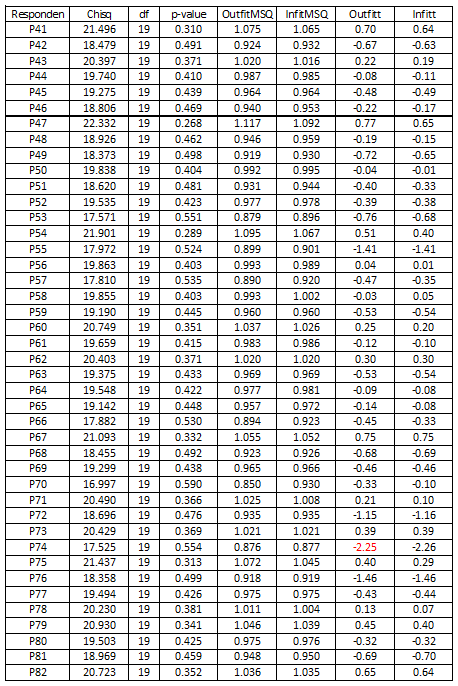 Responden Chisq df p-value OutfitMSQ InfitMSQ Outfitt Infitt
P41 21.496 19 0.310 1.075 1.065 0.70 0.64
P42 18.479 19 0.491 0.924 0.932 -0.67 -0.63
P43 20.397 19 0.371 1.020 1.016 0.22 0.19
P44 19.740 19 0.410 0.987 0.985 -0.08 -0.11
P45 19.275 19 0.439 0.964 0.964 -0.48 -0.49
P46 18.806 19 0.469 0.940 0.953 -0.22 -0.17
P47 22.332 19 0.268 1.117 1.092 0.77 0.65
P48 18.926 19 0.462 0.946 0.959 -0.19 -0.15
P49 18.373 19 0.498 0.919 0.930 -0.72 -0.65
P50 19.838 19 0.404 0.992 0.995 -0.04 -0.01
P51 18.620 19 0.481 0.931 0.944 -0.40 -0.33
P52 19.535 19 0.423 0.977 0.978 -0.39 -0.38
P53 17.571 19 0.551 0.879 0.896 -0.76 -0.68
P54 21.901 19 0.289 1.095 1.067 0.51 0.40
P55 17.972 19 0.524 0.899 0.901 -1.41 -1.41
P56 19.863 19 0.403 0.993 0.989 0.04 0.01
P57 17.810 19 0.535 0.890 0.920 -0.47 -0.35
P58 19.855 19 0.403 0.993 1.002 -0.03 0.05
P59 19.190 19 0.445 0.960 0.960 -0.53 -0.54
P60 20.749 19 0.351 1.037 1.026 0.25 0.20
P61 19.659 19 0.415 0.983 0.986 -0.12 -0.10
P62 20.403 19 0.371 1.020 1.020 0.30 0.30
P63 19.375 19 0.433 0.969 0.969 -0.53 -0.54
P64 19.548 19 0.422 0.977 0.981 -0.09 -0.08
P65 19.142 19 0.448 0.957 0.972 -0.14 -0.08
P66 17.882 19 0.530 0.894 0.923 -0.45 -0.33
P67 21.093 19 0.332 1.055 1.052 0.75 0.75
P68 18.455 19 0.492 0.923 0.926 -0.68 -0.69
P69 19.299 19 0.438 0.965 0.966 -0.46 -0.46
P70 16.997 19 0.590 0.850 0.930 -0.33 -0.10
P71 20.490 19 0.366 1.025 1.008 0.21 0.10
P72 18.696 19 0.476 0.935 0.935 -1.15 -1.16
P73 20.429 19 0.369 1.021 1.021 0.39 0.39
P74 17.525 19 0.554 0.876 0.877 -2.25 -2.26
P75 21.437 19 0.313 1.072 1.045 0.40 0.29
P76 18.358 19 0.499 0.918 0.919 -1.46 -1.46
P77 19.494 19 0.426 0.975 0.975 -0.43 -0.44
P78 20.230 19 0.381 1.011 1.004 0.13 0.07
P79 20.930 19 0.341 1.046 1.039 0.45 0.40
P80 19.503 19 0.425 0.975 0.976 -0.32 -0.32
P81 18.969 19 0.459 0.948 0.950 -0.69 -0.70
P82 20.723 19 0.352 1.036 1.035 0.65 0.64